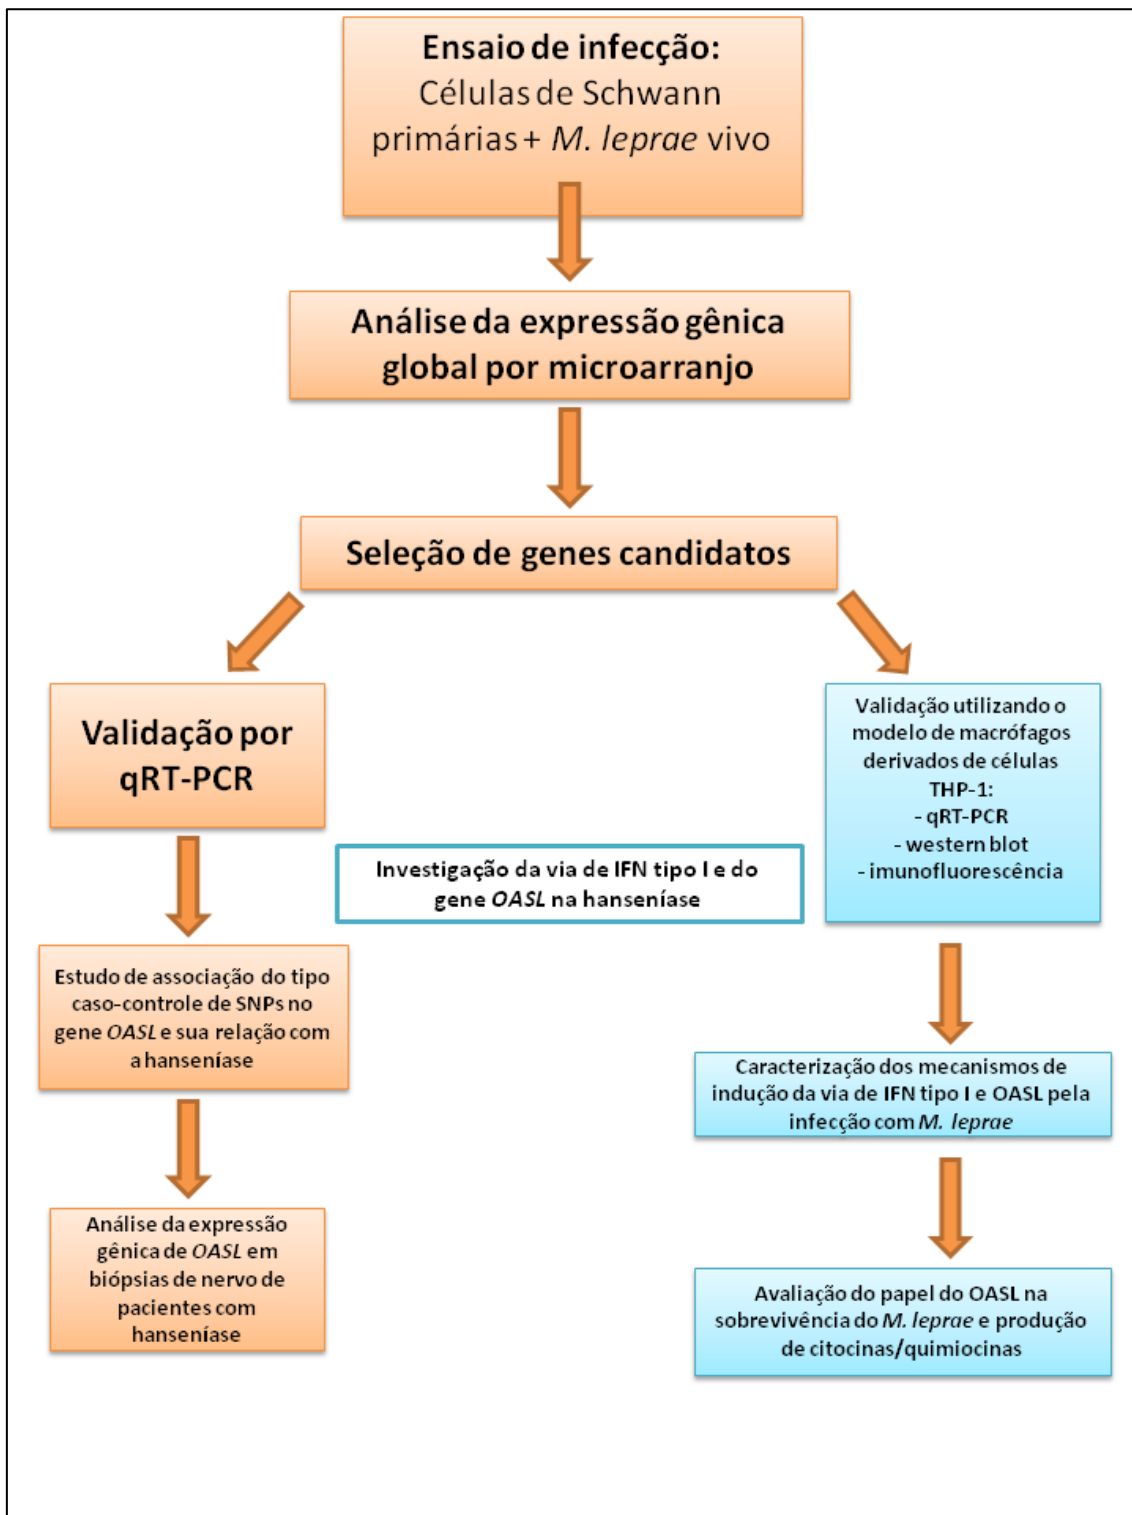 Ensaio de infecção:
Células de Schwann
primárias + M. leprae vivo
Análise da expressão gênica
global por microarranjo
Seleção de genes candidatos
Validação por
qRT-PCR
Validação utilizando o
modelo de macrófagos
derivados de células
THP-1:
- qRT-PCR
- western blot
- imunofluorescência
Investigação da via de IFN tipo I e do
gene OASL na hanseníase
Estudo de associação do tipo
caso-controle de SNPs no
gene OASL e sua relação com
a hanseníase
Caracterização dos mecanismos de
indução da via de IFN tipo I e OASL pela
infecção com M. leprae
Análise da expressão
gênica de OASL em
biópsias de nervo de
pacientes com
hanseníase
Avaliação do papel do OASL na
sobrevivência do M. leprae e produção
de citocinas/quimiocinas